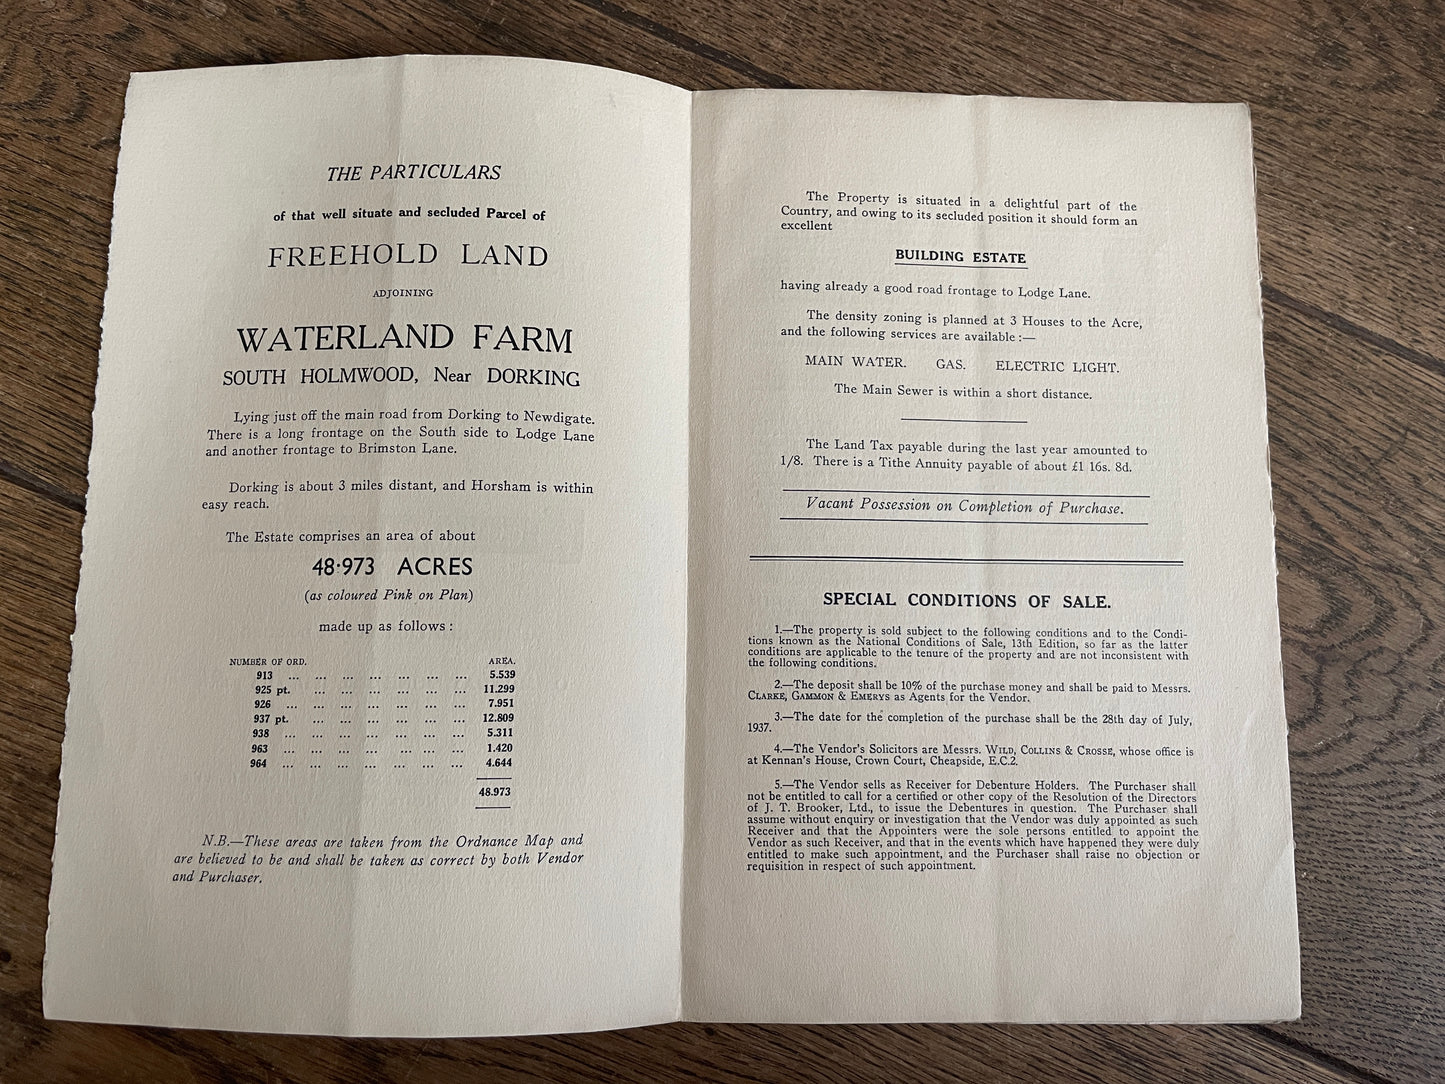 THE PARTICULARS
of that well situate and secluded Parcel of
FREEHOLD LAND
ADJOINING
WATERLAND FARM
SOUTH HOLMWOOD, Near DORKING
Lying just off the main road from Dorking to Newdigate.
There is a long frontage on the South side to Lodge Lane
and another frontage to Brimston Lane.
Dorking is about 3 miles distant, and Horsham is within
easy reach.
The Estate comprises an area of about
48·973 ACRES
(as coloured Pink on Plan)
made up as follows :
NUMBER OF ORD. AREA.
913 ... ... ... ... ... ... ... 5.539
925 pt. ... ... ... ... ... ... 11.299
926 ... ... ... ... ... ... ... 7.951
937 pt. ... ... ... ... ... ... 12.809
938 ... ... ... ... ... ... ... 5.311
963 ... ... ... ... ... ... ... 1.420
964 ... ... ... ... ... ... ... 4.644
48.973
N.B.—These areas are taken from the Ordnance Map and
are believed to be and shall be taken as correct by both Vendor
and Purchaser.
The Property is situated in a delightful part of the
Country, and owing to its secluded position it should form an
excellent
BUILDING ESTATE
having already a good road frontage to Lodge Lane.
The density zoning is planned at 3 Houses to the Acre,
and the following services are available :—
MAIN WATER. GAS. ELECTRIC LIGHT.
The Main Sewer is within a short distance.
The Land Tax payable during the last year amounted to
1/8. There is a Tithe Annuity payable of about £1 16s. 8d.
Vacant Possession on Completion of Purchase.
SPECIAL CONDITIONS OF SALE.
1.—The property is sold subject to the following conditions and to the Condi-
tions known as the National Conditions of Sale, 13th Edition, so far as the latter
conditions are applicable to the tenure of the property and are not inconsistent with
the following conditions.
2.—The deposit shall be 10% of the purchase money and shall be paid to Messrs.
CLARKE, GAMMON & EMERYS as Agents for the Vendor.
3.—The date for the completion of the purchase shall be the 28th day of July,
1937.
4.—The Vendor's Solicitors are Messrs. WILD, COLLINS & CROSSE, whose office is
at Kennan's House, Crown Court, Cheapside, E.C.2.
5.—The Vendor sells as Receiver for Debenture Holders. The Purchaser shall
not be entitled to call for a certified or other copy of the Resolution of the Directors
of J. T. Brooker, Ltd., to issue the Debentures in question. The Purchaser shall
assume without enquiry or investigation that the Vendor was duly appointed as such
Receiver and that the Appointers were the sole persons entitled to appoint the
Vendor as such Receiver, and that in the events which have happened they were duly
entitled to make such appointment, and the Purchaser shall raise no objection or
requisition in respect of such appointment.